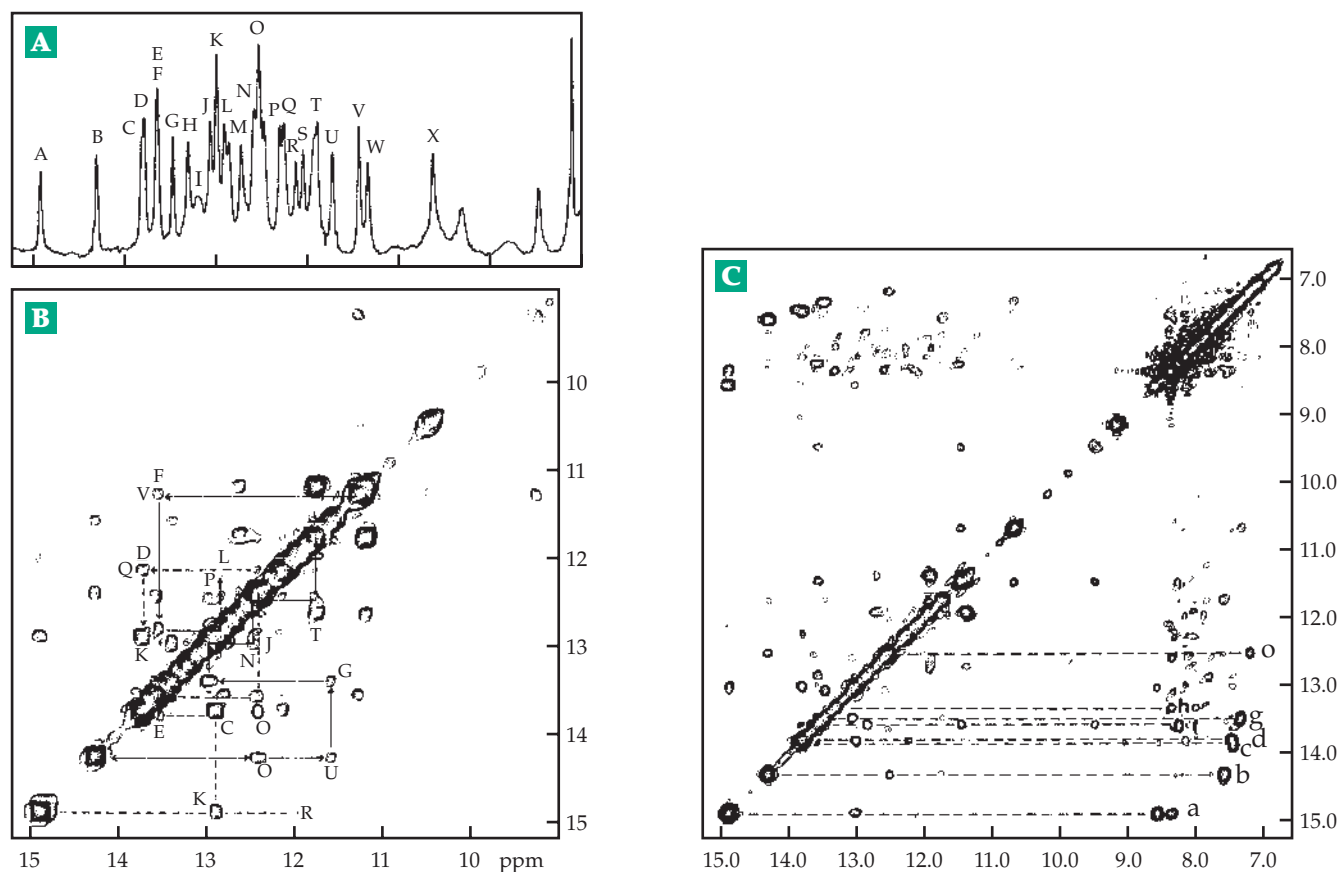 A
O
K
E
F
D
C
G
H
I
J
L
N
M
P
Q
R
S
T
U
V
W
X
A
B
B
F
V
D
Q
L
P
K
N
J
T
G
E
C
O
O
U
K
R
10
11
12
13
14
15
15 14 13 12 11 10 ppm
C
7.0
8.0
9.0
10.0
11.0
12.0
13.0
14.0
15.0
o
h
g
f
d
c
b
a
15.0 14.0 13.0 12.0 11.0 10.0 9.0 8.0 7.0